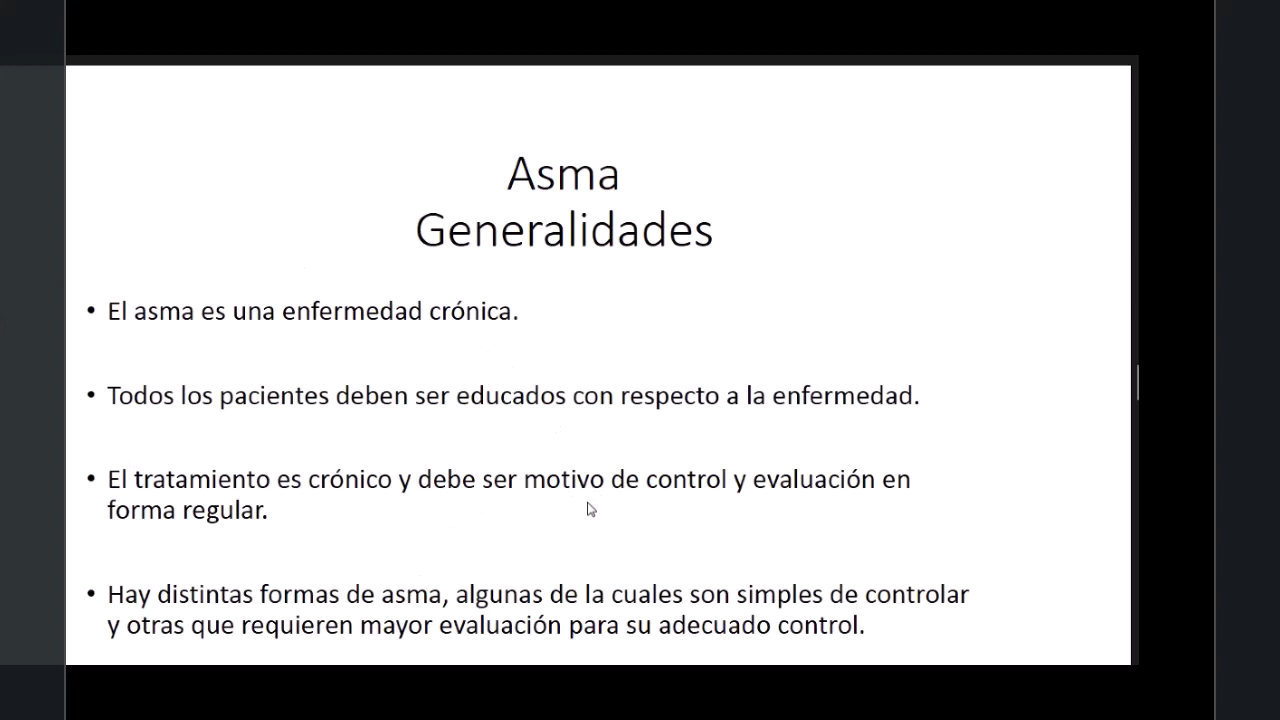 Asma
Generalidades
• El asma es una enfermedad crónica.
• Todos los pacientes deben ser educados con respecto a la enfermedad.
• El tratamiento es crónico y debe ser motivo de control y evaluación en
forma regular.
• Hay distintas formas de asma, algunas de la cuales son simples de controlar
y otras que requieren mayor evaluación para su adecuado control.